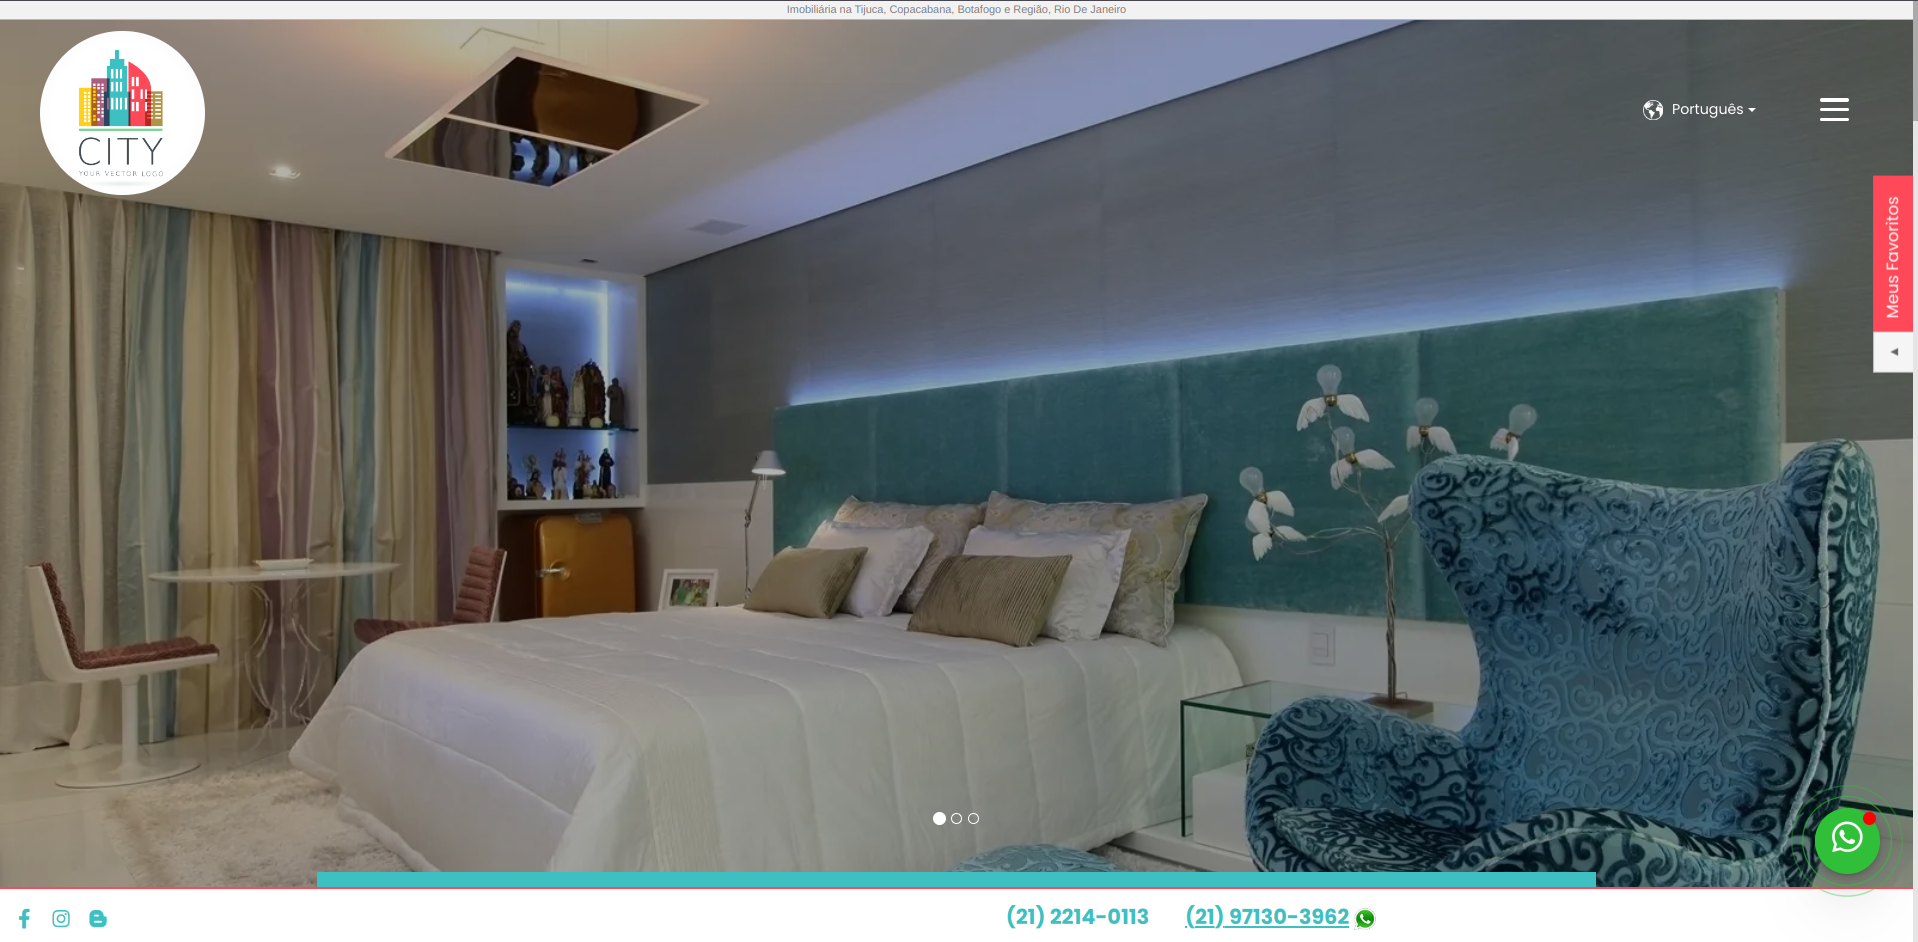 Imobiliária na Tijuca, Copacabana, Botafogo e Região, Rio De Janeiro
CITY
YOUR VECTOR LOGO
Português
Meus Favoritos
(21) 2214-0113
(21) 97130-3962